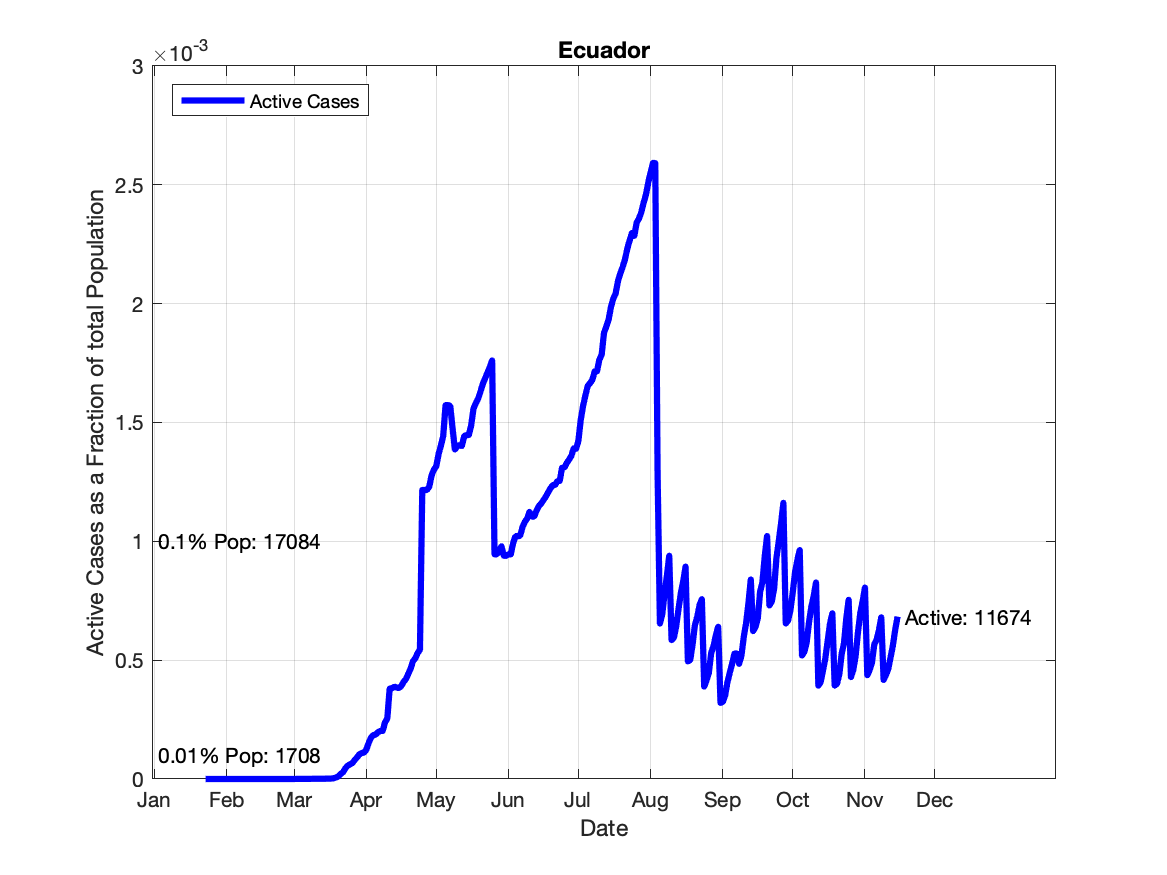 Ecuador
×10-3
Active Cases
3
2.5
2
1.5
1
0.5
0
Active Cases as a Fraction of total Population
0.1% Pop: 17084
0.01% Pop: 1708
Active: 11674
Jan Feb Mar Apr May Jun Jul Aug Sep Oct Nov Dec
Date